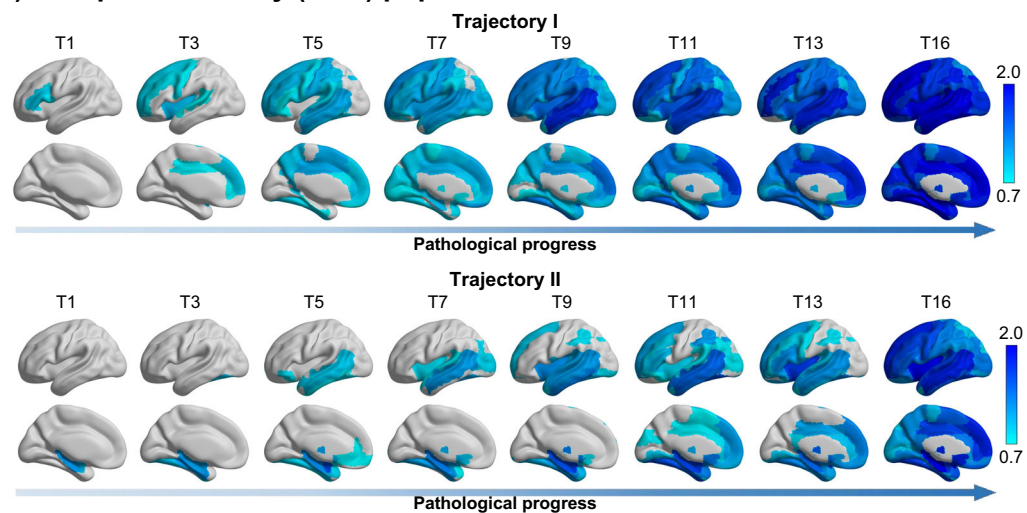 Trajectory I
T1 T3 T5 T7 T9 T11 T13 T16
2.0
0.7
Pathological progress
Trajectory II
T1 T3 T5 T7 T9 T11 T13 T16
2.0
0.7
Pathological progress